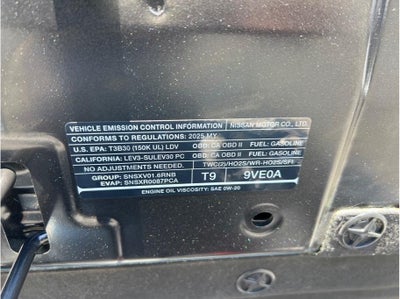 VEHICLE EMISSION CONTROL INFORMATION NISSAN MOTOR CO., LTD.
CONFORMS TO REGULATIONS: 2025 MY
U.S. EPA: T3B30 (150K UL) LDV OBD: CA OBD II FUEL: GASOLINE
CALIFORNIA: LEV3-SULEV30 PC OBD: CA OBD II FUEL: GASOLINE
NO ADJUSTMENTS NEEDED. TWC(2)/HO2S/WR-HO2S/SFI
GROUP: SNSXV01.6RNB
EVAP: SNSXR0087PCA
T9 9VE0A
ENGINE OIL VISCOSITY: SAE 0W-20